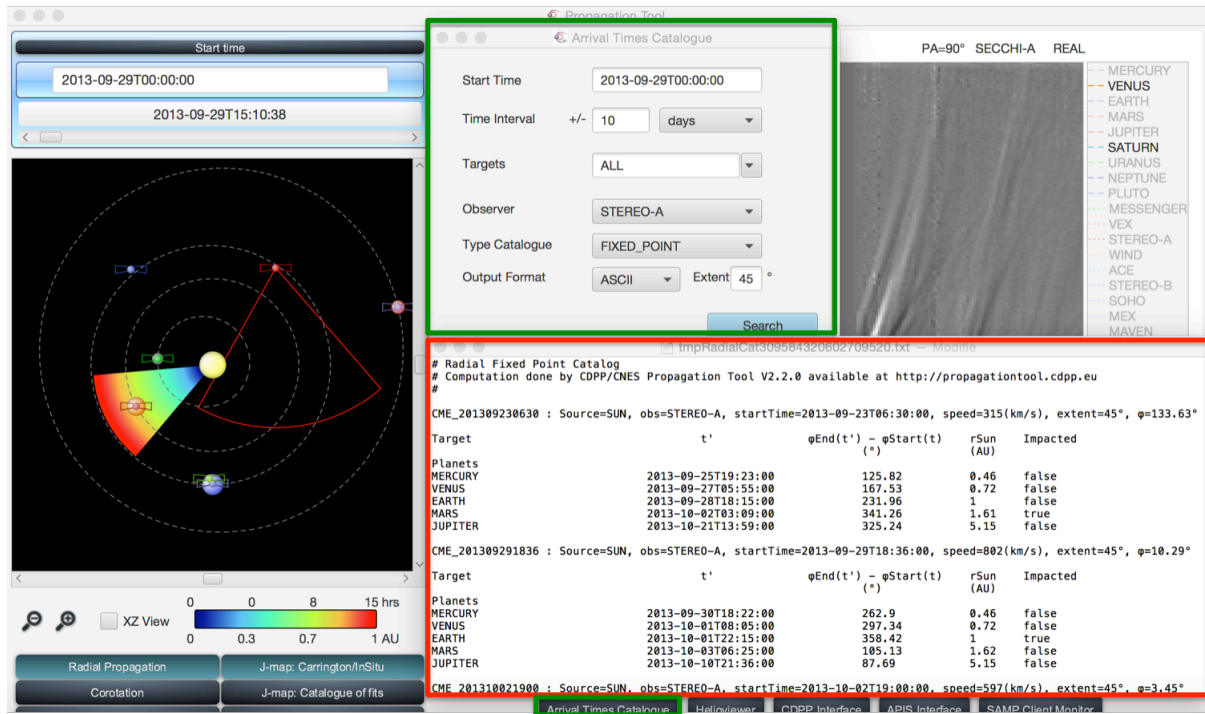 Propagation Tool
Start time
2013-09-29T00:00:00
2013-09-29T15:10:38
XZ View
0 0 8 15 hrs
0 0.3 0.7 1 AU
Radial Propagation
J-map: Carrington/InSitu
Corotation
J-map: Catalogue of fits
Arrival Times Catalogue
Start Time 2013-09-29T00:00:00
Time Interval +/- 10 days
Targets ALL
Observer STEREO-A
Type Catalogue FIXED_POINT
Output Format ASCII Extent 45 °
Search
PA=90° SECCHI-A REAL
MERCURY
VENUS
EARTH
MARS
JUPITER
SATURN
URANUS
NEPTUNE
PLUTO
MESSENGER
VEX
STEREO-A
WIND
ACE
STEREO-B
SOHO
MEX
MAVEN
tmpRadialCat309584320602709520.txt — Modifié
# Radial Fixed Point Catalog
# Computation done by CDPP/CNES Propagation Tool V2.2.0 available at http://propagationtool.cdpp.eu
#
CME_201309230630 : Source=SUN, obs=STEREO-A, startTime=2013-09-23T06:30:00, speed=315(km/s), extent=45°, φ=133.63°
Target t' φEnd(t') – φStart(t) rSun Impacted
(°) (AU)
Planets
MERCURY 2013-09-25T19:23:00 125.82 0.46 false
VENUS 2013-09-27T05:55:00 167.53 0.72 false
EARTH 2013-09-28T18:15:00 231.96 1 false
MARS 2013-10-02T03:09:00 341.26 1.61 true
JUPITER 2013-10-21T13:59:00 325.24 5.15 false
CME_201309291836 : Source=SUN, obs=STEREO-A, startTime=2013-09-29T18:36:00, speed=802(km/s), extent=45°, φ=10.29°
Target t' φEnd(t') – φStart(t) rSun Impacted
(°) (AU)
Planets
MERCURY 2013-09-30T18:22:00 262.9 0.46 false
VENUS 2013-10-01T08:05:00 297.34 0.72 false
EARTH 2013-10-01T22:15:00 358.42 1 true
MARS 2013-10-03T06:25:00 105.13 1.62 false
JUPITER 2013-10-10T21:36:00 87.69 5.15 false
CME_201310021900 : Source=SUN, obs=STEREO-A, startTime=2013-10-02T19:00:00, speed=597(km/s), extent=45°, φ=3.45°
Arrival Times Catalogue
Helioviewer
CDPP Interface
APIS Interface
SAMP Client Monitor